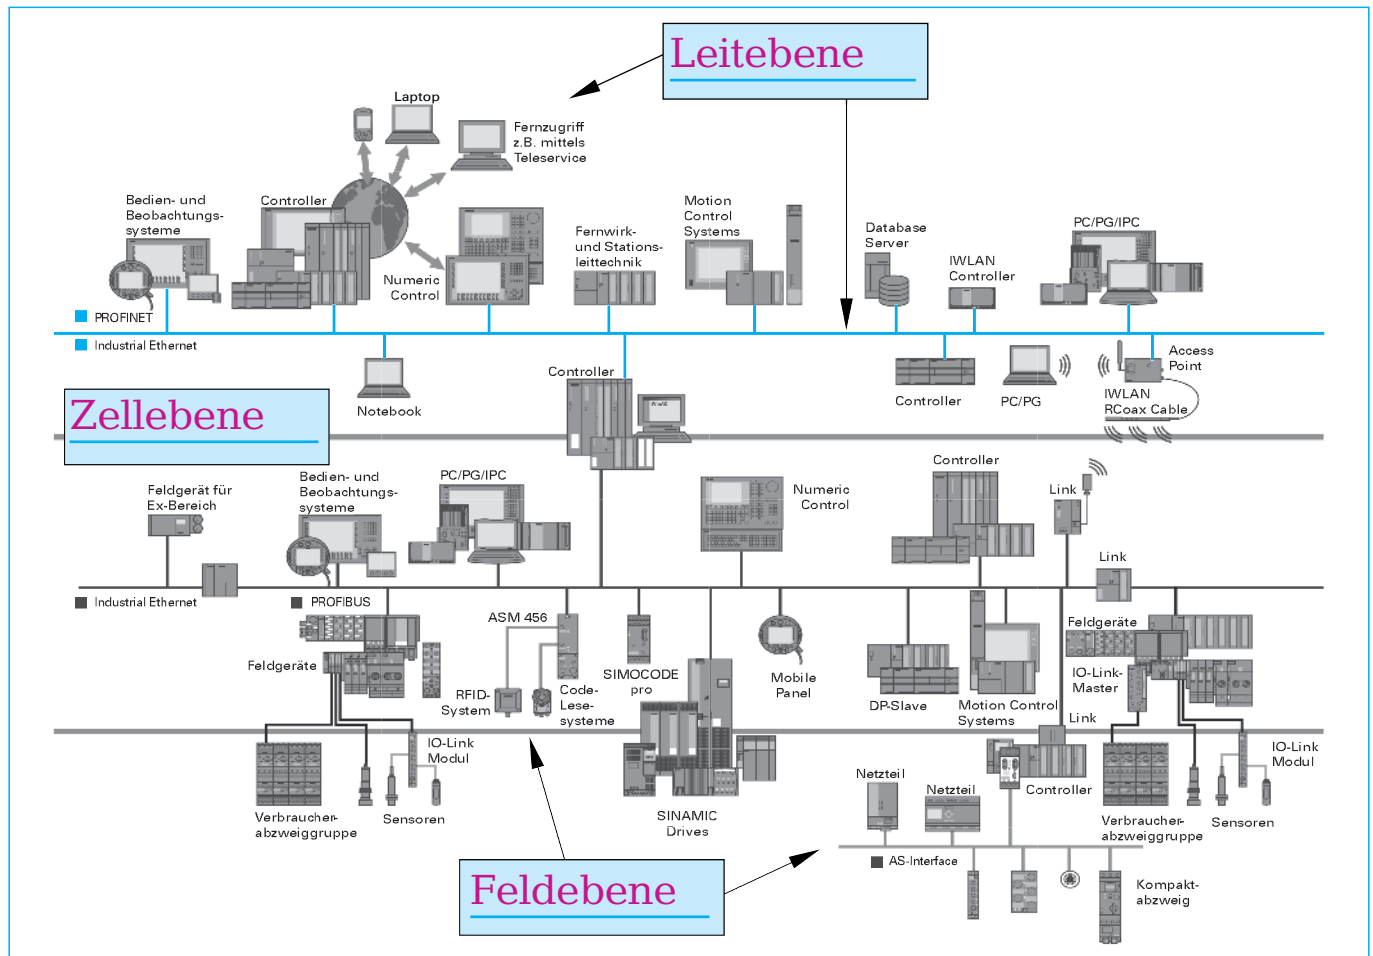 Leitebene
Laptop
Fernzugriff
z.B. mittels
Teleservice
Bedien- und
Beobachtungs-
systeme
Controller
Numeric
Control
Fernwirk-
und Stations-
leittechnik
Motion
Control
Systems
Database
Server
IWLAN
Controller
PC/PG/IPC
PROFINET
Industrial Ethernet
Notebook
Controller
Controller
PC/PG
Access
Point
IWLAN
RCoax Cable
Zellebene
Feldgerät für
Ex-Bereich
Bedien- und
Beobachtungs-
systeme
PC/PG/IPC
Numeric
Control
Controller
Link
Link
Industrial Ethernet
PROFIBUS
Feldgeräte
ASM 456
RFID-
System
Code-
Lese-
systeme
SIMOCODE
pro
Mobile
Panel
DP-Slave
Motion Control
Systems
Feldgeräte
IO-Link-
Master
Link
IO-Link
Modul
Verbraucher-
abzweiggruppe
Sensoren
SINAMIC
Drives
Netzteil
Netzteil
Controller
Verbraucher-
abzweiggruppe
Sensoren
IO-Link
Modul
AS-Interface
Kompakt-
abzweig
Feldebene